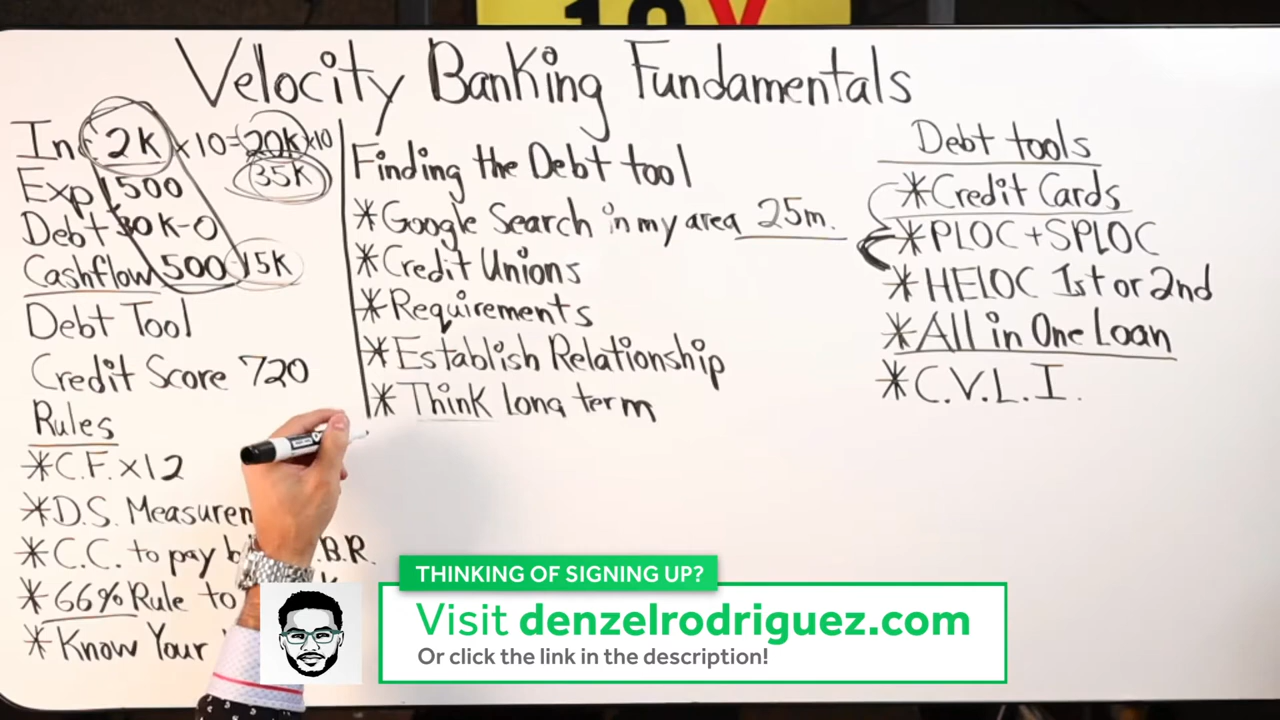 Velocity Banking Fundamentals
Inc 2K x10=20K x10
35K
Exp 1500
Debt 30K-0
Cashflow 500 15K
Debt Tool
Credit Score 720
Rules
*C.F.x12
*D.S. Measurem
*C.C. to pay b .B.R.
*66% Rule to
*Know Your
Finding the Debt tool
*Google Search in my area 25m.
*Credit Unions
*Requirements
*Establish Relationship
*Think long term
Debt tools
*Credit Cards
*PLOC+SPLOC
*HELOC 1st or 2nd
*All in One Loan
*C.V.L.I.
THINKING OF SIGNING UP?
Visit denzelrodriguez.com
Or click the link in the description!